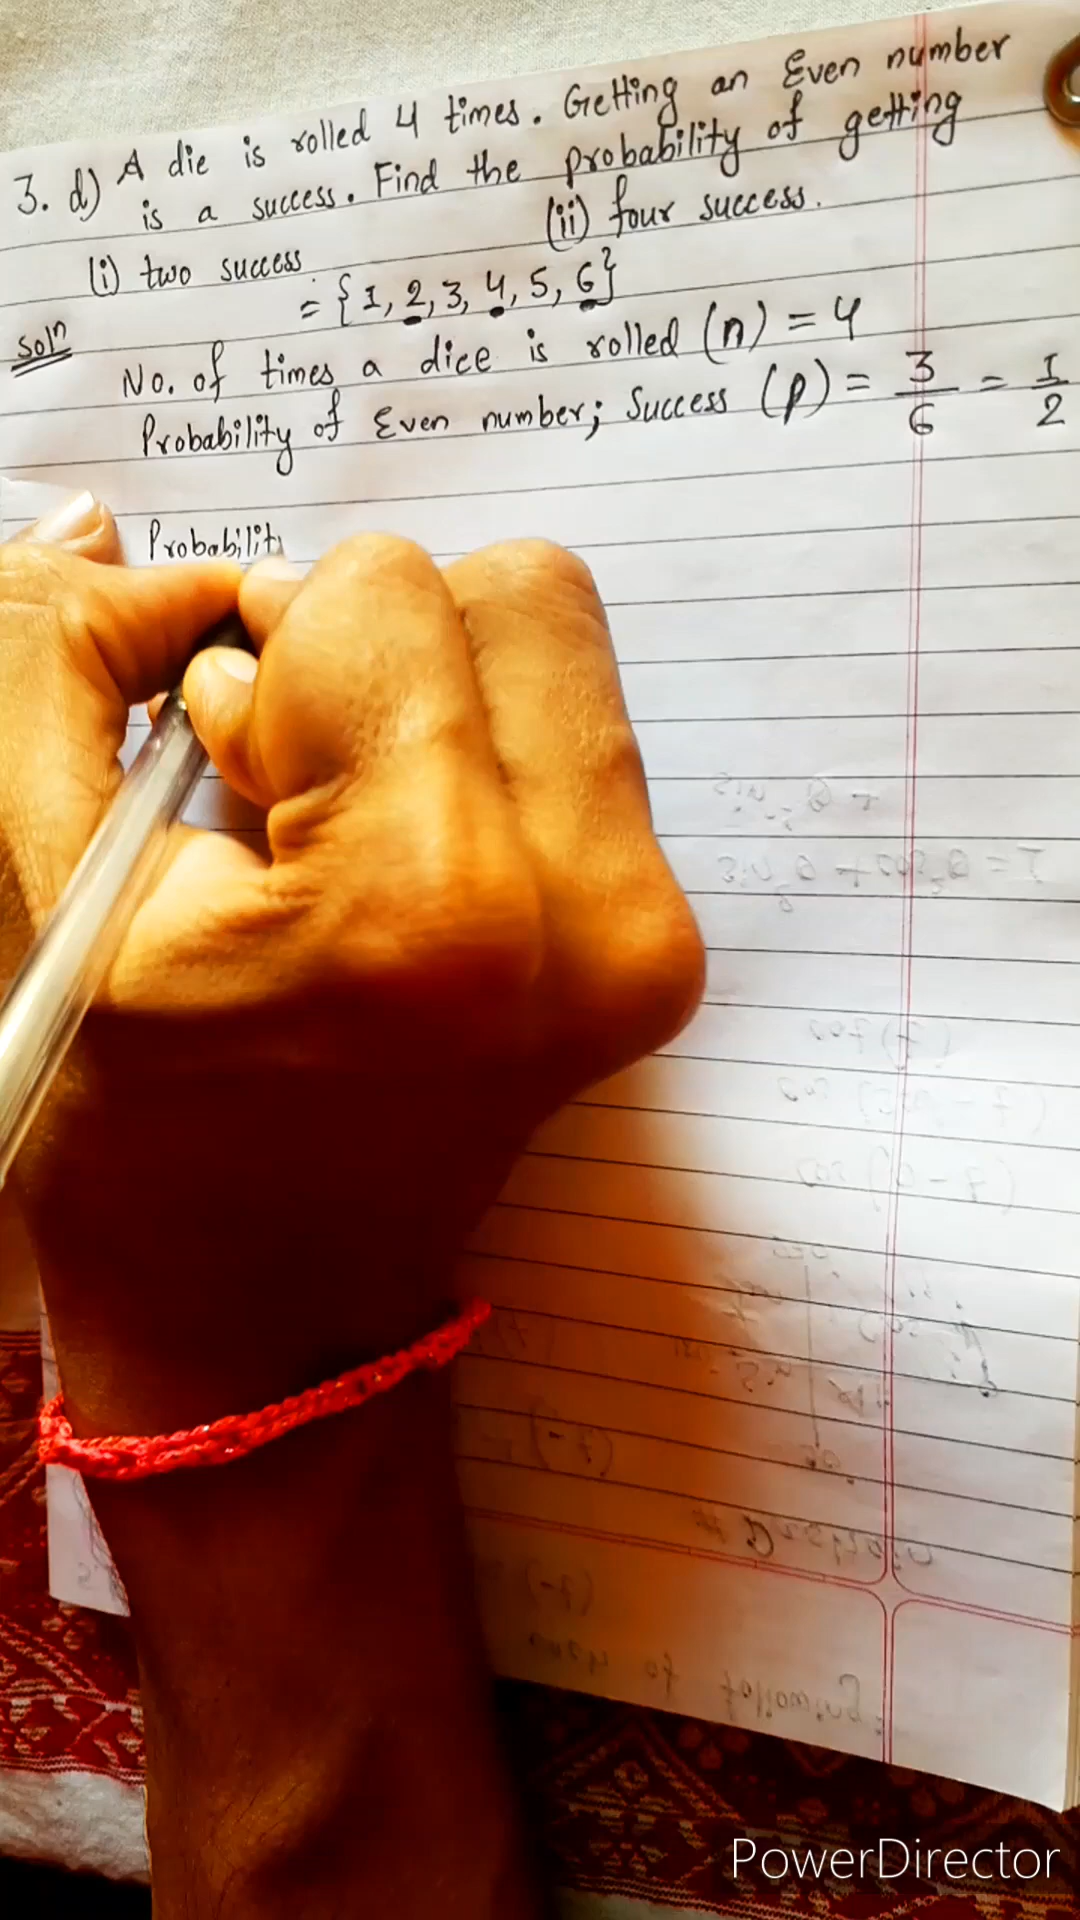 3. d) A die is rolled 4 times. Getting an Even number
is a success. Find the probability of getting
(i) two success (ii) four success.
Soln = {1, 2, 3, 4, 5, 6}
No. of times a dice is rolled (n) = 4
Probability of Even number; Success (p) = 3/6 = 1/2
Probability
PowerDirector